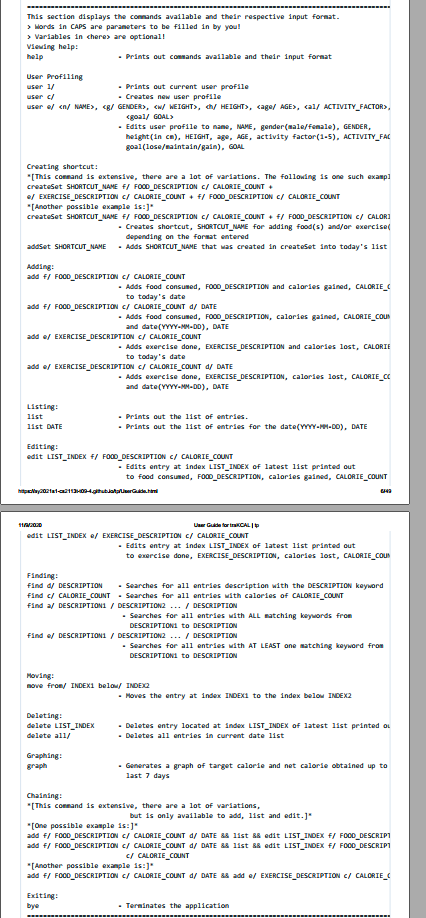 This section displays the commands available and their respective input format.
> Words in CAPS are parameters to be filled in by you!
> Variables in <here> are optional!
Viewing help:
help - Prints out commands available and their input format
User Profiling
user l/ - Prints out current user profile
user c/ - Creates new user profile
user e/ <n/ NAME>, <g/ GENDER>, <w/ WEIGHT>, <h/ HEIGHT>, <age/ AGE>, <al/ ACTIVITY_FACTOR>,
<goal/ GOAL>
- Edits user profile to name, NAME, gender(male/female), GENDER,
height(in cm), HEIGHT, age, AGE, activity factor(1-5), ACTIVITY_FAC
goal(lose/maintain/gain), GOAL
Creating shortcut:
*[This command is extensive, there are a lot of variations. The following is one such exampl
createSet SHORTCUT_NAME f/ FOOD_DESCRIPTION c/ CALORIE_COUNT +
e/ EXERCISE_DESCRIPTION c/ CALORIE_COUNT + f/ FOOD_DESCRIPTION c/ CALORIE_COUNT
*[Another possible example is:]*
createSet SHORTCUT_NAME f/ FOOD_DESCRIPTION c/ CALORIE_COUNT + f/ FOOD_DESCRIPTION c/ CALORI
- Creates shortcut, SHORTCUT_NAME for adding food(s) and/or exercise(
depending on the format entered
addSet SHORTCUT_NAME - Adds SHORTCUT_NAME that was created in createSet into today's list
Adding:
add f/ FOOD_DESCRIPTION c/ CALORIE_COUNT
- Adds food consumed, FOOD_DESCRIPTION and calories gained, CALORIE_C
to today's date
add f/ FOOD_DESCRIPTION c/ CALORIE_COUNT d/ DATE
- Adds food consumed, FOOD_DESCRIPTION, calories gained, CALORIE_COUN
and date(YYYY-MM-DD), DATE
add e/ EXERCISE_DESCRIPTION c/ CALORIE_COUNT
- Adds exercise done, EXERCISE_DESCRIPTION and calories lost, CALORIE
to today's date
add e/ EXERCISE_DESCRIPTION c/ CALORIE_COUNT d/ DATE
- Adds exercise done, EXERCISE_DESCRIPTION, calories lost, CALORIE_CO
and date(YYYY-MM-DD), DATE
Listing:
list - Prints out the list of entries.
list DATE - Prints out the list of entries for the date(YYYY-MM-DD), DATE
Editing:
edit LIST_INDEX f/ FOOD_DESCRIPTION c/ CALORIE_COUNT
- Edits entry at index LIST_INDEX of latest list printed out
to food consumed, FOOD_DESCRIPTION, calories gained, CALORIE_COUNT
https://ay2021s1-cs2113t-f09-4.github.io/tp/UserGuide.html 6/49
11/9/2020 User Guide for traKCAL | tp
edit LIST_INDEX e/ EXERCISE_DESCRIPTION c/ CALORIE_COUNT
- Edits entry at index LIST_INDEX of latest list printed out
to exercise done, EXERCISE_DESCRIPTION, calories lost, CALORIE_COUN
Finding:
find d/ DESCRIPTION - Searches for all entries description with the DESCRIPTION keyword
find c/ CALORIE_COUNT - Searches for all entries with calories of CALORIE_COUNT
find a/ DESCRIPTION1 / DESCRIPTION2 ... / DESCRIPTION
- Searches for all entries with ALL matching keywords from
DESCRIPTION1 to DESCRIPTION
find e/ DESCRIPTION1 / DESCRIPTION2 ... / DESCRIPTION
- Searches for all entries with AT LEAST one matching keyword from
DESCRIPTION1 to DESCRIPTION
Moving:
move from/ INDEX1 below/ INDEX2
- Moves the entry at index INDEX1 to the index below INDEX2
Deleting:
delete LIST_INDEX - Deletes entry located at index LIST_INDEX of latest list printed ou
delete all/ - Deletes all entries in current date list
Graphing:
graph - Generates a graph of target calorie and net calorie obtained up to
last 7 days
Chaining:
*[This command is extensive, there are a lot of variations,
but is only available to add, list and edit.]*
*[One possible example is:]*
add f/ FOOD_DESCRIPTION c/ CALORIE_COUNT d/ DATE && list && edit LIST_INDEX f/ FOOD_DESCRIPT
add f/ FOOD_DESCRIPTION c/ CALORIE_COUNT d/ DATE && list && edit LIST_INDEX f/ FOOD_DESCRIPT
c/ CALORIE_COUNT
*[Another possible example is:]*
add f/ FOOD_DESCRIPTION c/ CALORIE_COUNT d/ DATE && add e/ EXERCISE_DESCRIPTION c/ CALORIE_C
Exiting:
bye - Terminates the application